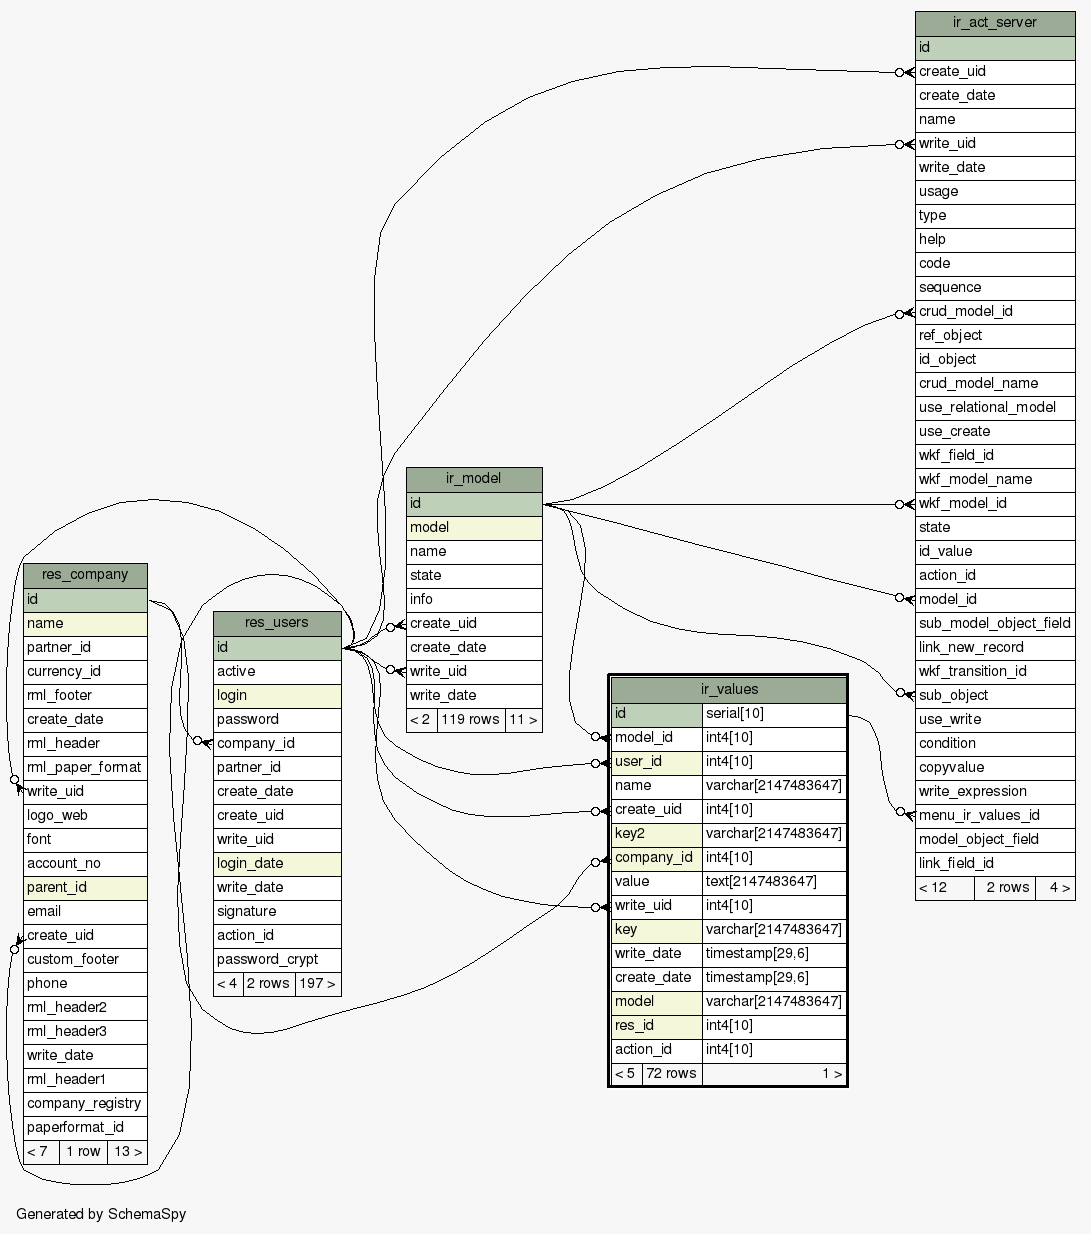 ir_act_server
id
create_uid
create_date
name
write_uid
write_date
usage
type
help
code
sequence
crud_model_id
ref_object
id_object
crud_model_name
use_relational_model
use_create
wkf_field_id
wkf_model_name
wkf_model_id
state
id_value
action_id
model_id
sub_model_object_field
link_new_record
wkf_transition_id
sub_object
use_write
condition
copyvalue
write_expression
menu_ir_values_id
model_object_field
link_field_id
< 12 2 rows 4 >
ir_model
id
model
name
state
info
create_uid
create_date
write_uid
write_date
< 2 119 rows 11 >
res_company
id
name
partner_id
currency_id
rml_footer
create_date
rml_header
rml_paper_format
write_uid
logo_web
font
account_no
parent_id
email
create_uid
custom_footer
phone
rml_header2
rml_header3
write_date
rml_header1
company_registry
paperformat_id
< 7 1 row 13 >
res_users
id
active
login
password
company_id
partner_id
create_date
create_uid
write_uid
login_date
write_date
signature
action_id
password_crypt
< 4 2 rows 197 >
ir_values
id serial[10]
model_id int4[10]
user_id int4[10]
name varchar[2147483647]
create_uid int4[10]
key2 varchar[2147483647]
company_id int4[10]
value text[2147483647]
write_uid int4[10]
key varchar[2147483647]
write_date timestamp[29,6]
create_date timestamp[29,6]
model varchar[2147483647]
res_id int4[10]
action_id int4[10]
< 5 72 rows 1 >
Generated by SchemaSpy